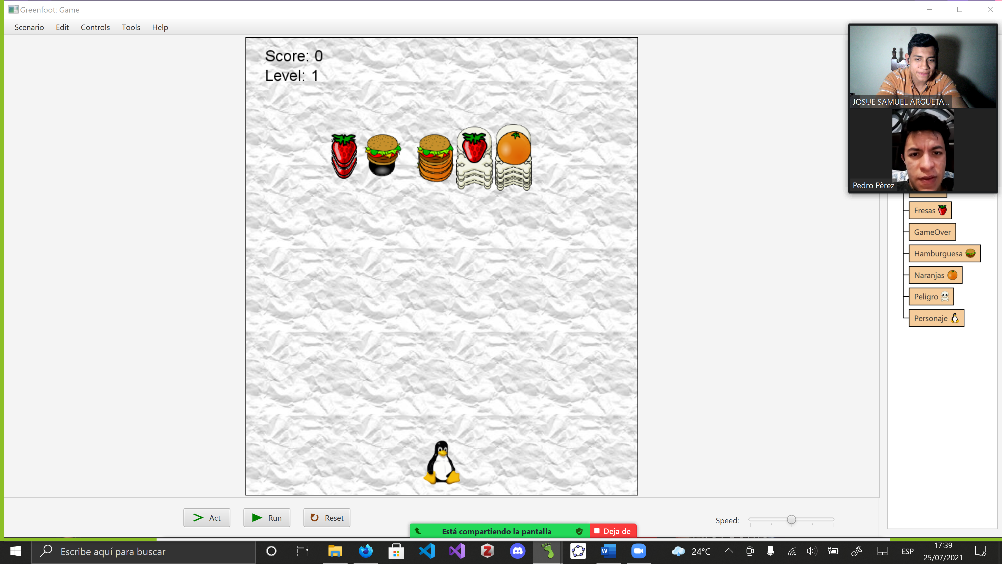 Greenfoot: Game
Scenario Edit Controls Tools Help
Score: 0
Level: 1
JOSUE SAMUEL ARGUETA...
Pedro Pérez
Fresas
GameOver
Hamburguesa
Naranjas
Peligro
Personaje
Act Run Reset
Speed:
Está compartiendo la pantalla Deja de
Escribe aquí para buscar
24°C
ESP
17:39
25/07/2021